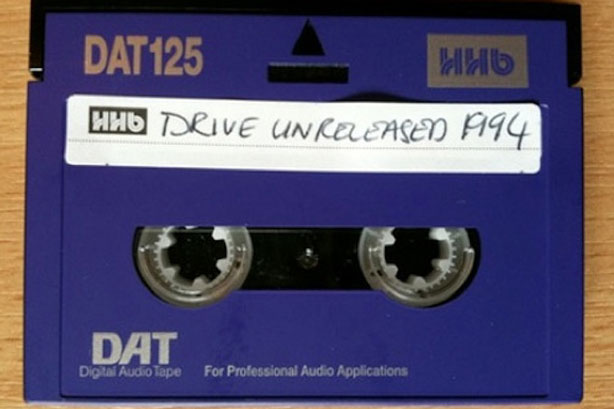 DAT125
HHb
HHb DRIVE UNRELEASED 1994
DAT
Digital Audio Tape For Professional Audio Applications